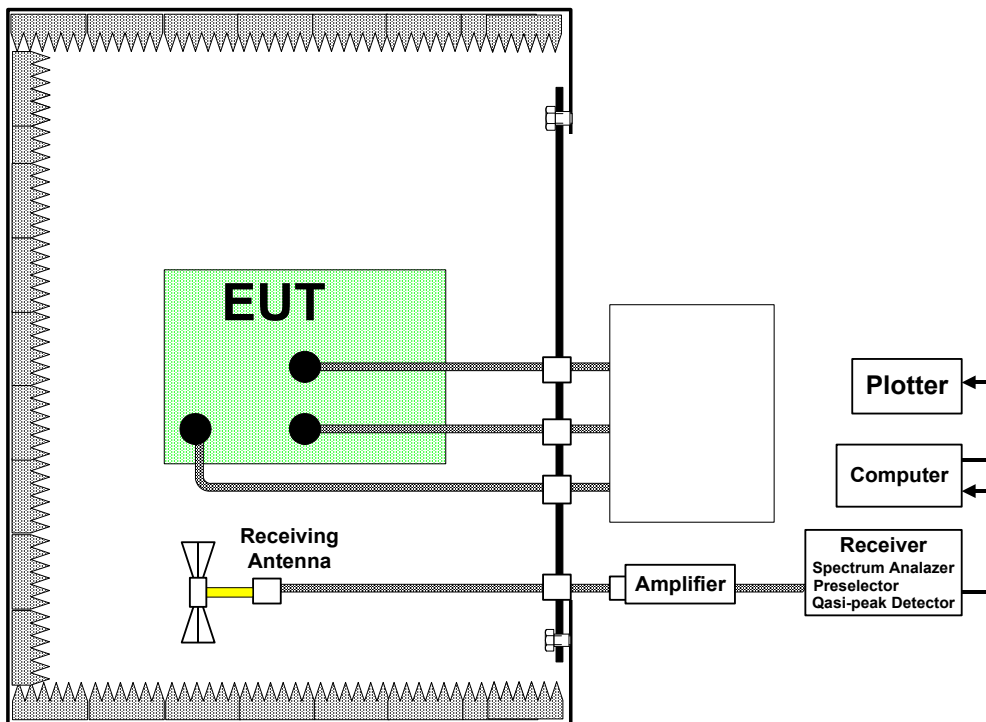 EUT
Plotter
Computer
Receiving
Antenna
Amplifier
Receiver
Spectrum Analazer
Preselector
Qasi-peak Detector